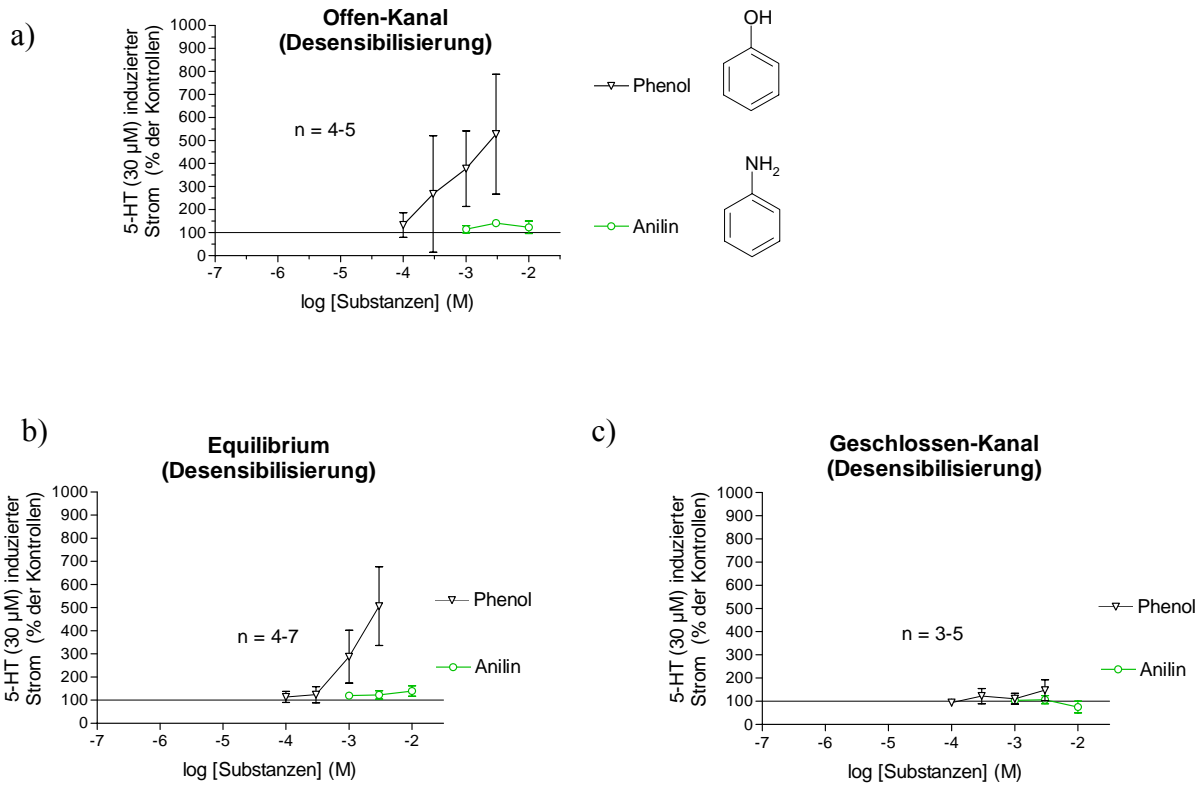 a)
Offen-Kanal
(Desensibilisierung)
5-HT (30 µM) induzierter
Strom (% der Kontrollen)
1000
900
800
700
600
500
400
300
200
100
0
n = 4-5
-7
-6
-5
-4
-3
-2
log [Substanzen] (M)
Phenol
OH
Anilin
NH2
b)
Equilibrium
(Desensibilisierung)
5-HT (30 µM) induzierter
Strom (% der Kontrollen)
1000
900
800
700
600
500
400
300
200
100
0
n = 4-7
-7
-6
-5
-4
-3
-2
log [Substanzen] (M)
Phenol
Anilin
c)
Geschlossen-Kanal
(Desensibilisierung)
5-HT (30 µM) induzierter
Strom (% der Kontrollen)
1000
900
800
700
600
500
400
300
200
100
0
n = 3-5
-7
-6
-5
-4
-3
-2
log [Substanzen] (M)
Phenol
Anilin